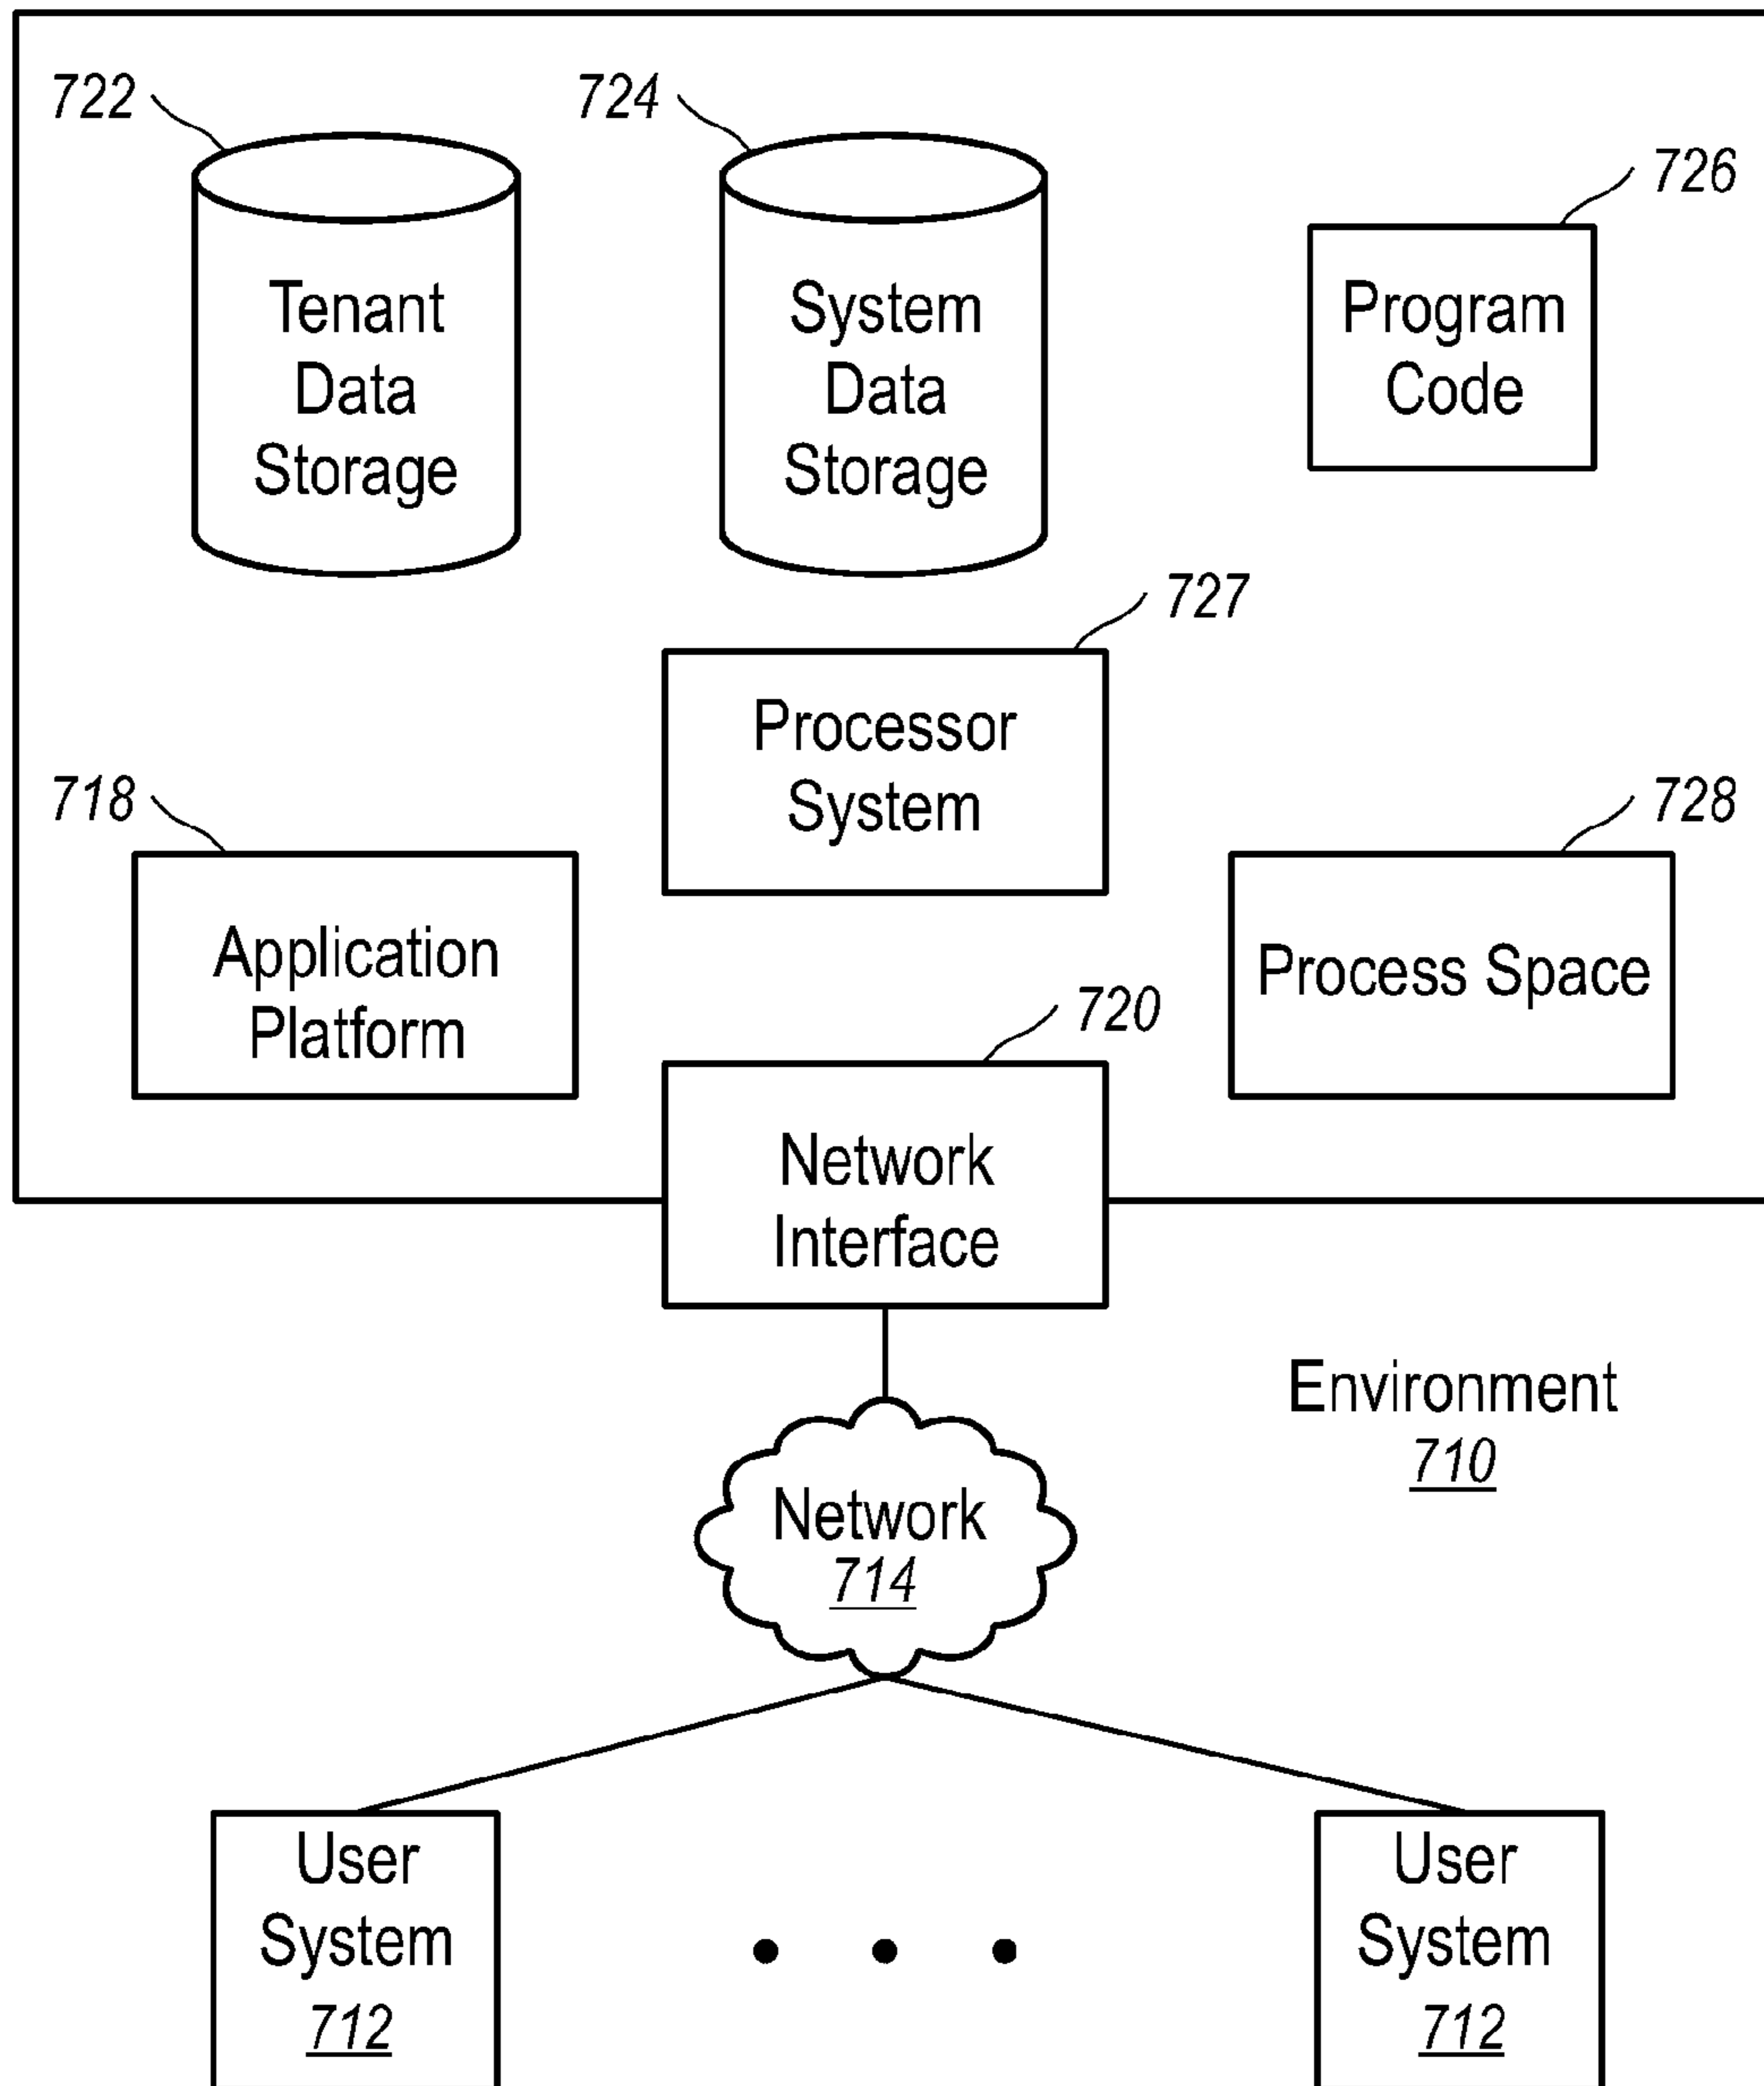 722
724
726
Tenant
Data
Storage
System
Data
Storage
Program
Code
727
Processor
System
718
728
Application
Platform
Process Space
720
Network
Interface
Environment
710
Network
714
User
System
712
User
System
712